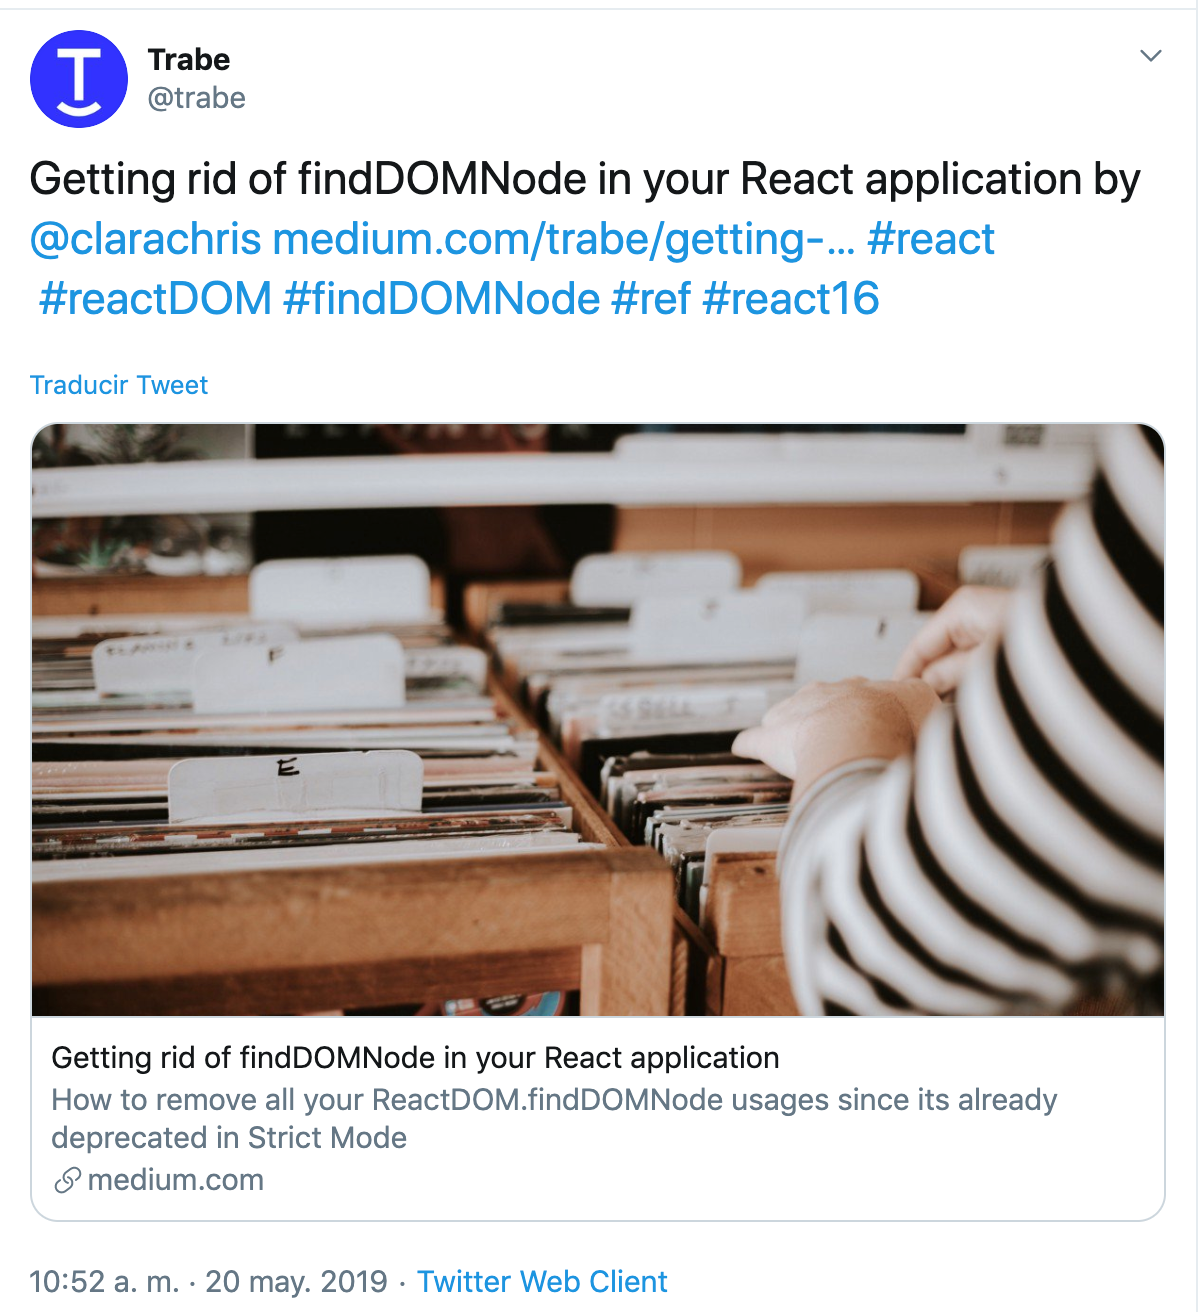 Trabe
@trabe
Getting rid of findDOMNode in your React application by
@clarachris medium.com/trabe/getting-... #react
#reactDOM #findDOMNode #ref #react16
Traducir Tweet
F
E
Getting rid of findDOMNode in your React application
How to remove all your ReactDOM.findDOMNode usages since its already
deprecated in Strict Mode
medium.com
10:52 a. m. · 20 may. 2019 · Twitter Web Client